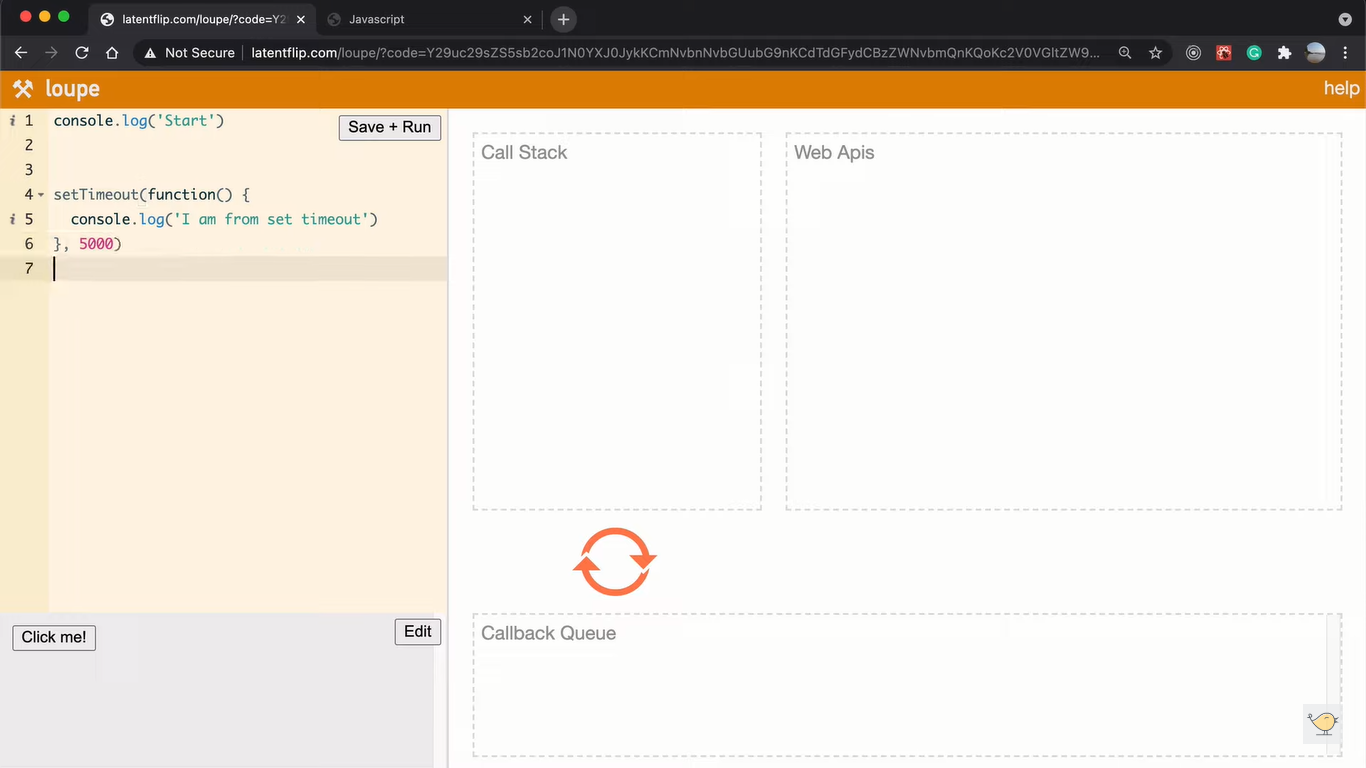 latentflip.com/loupe/?code=Y2
Javascript
Not Secure
latentflip.com/loupe/?code=Y29uc29sZS5sb2coJ1N0YXJ0JykKCmNvbnNvbGUubG9nKCdTdGFydCBzZWNvbmQnKQoKc2V0VGltZW9...
loupe
help
1 console.log('Start')
Save + Run
2
3
4 setTimeout(function() {
5 console.log('I am from set timeout')
6 }, 5000)
7
Call Stack
Web Apis
Click me!
Edit
Callback Queue